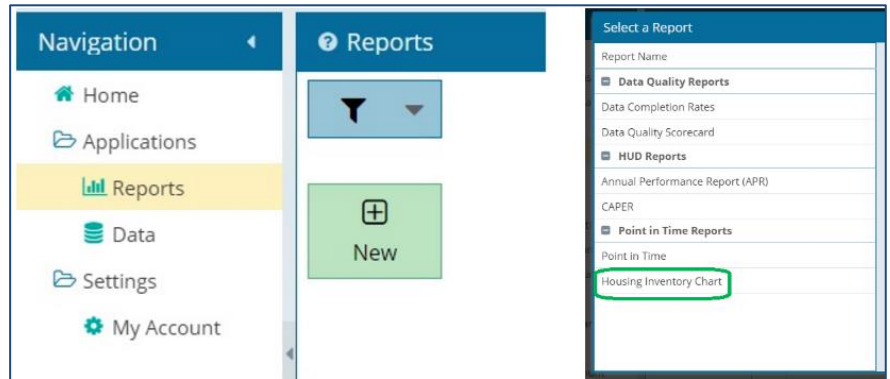 Navigation
Home
Applications
Reports
Data
Settings
My Account
Reports
New
Select a Report
Report Name
Data Quality Reports
Data Completion Rates
Data Quality Scorecard
HUD Reports
Annual Performance Report (APR)
CAPER
Point in Time Reports
Point in Time
Housing Inventory Chart